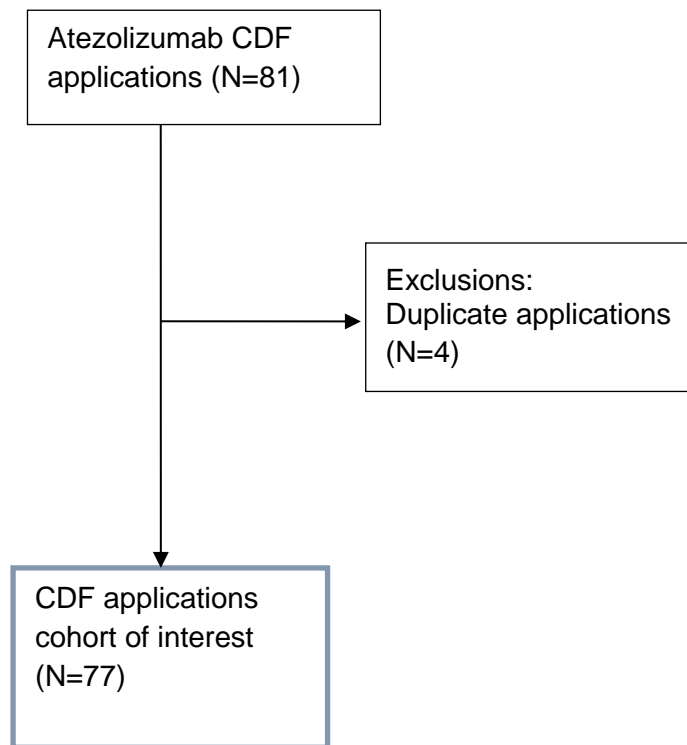 Atezolizumab CDF
applications (N=81)
Exclusions:
Duplicate applications
(N=4)
CDF applications
cohort of interest
(N=77)